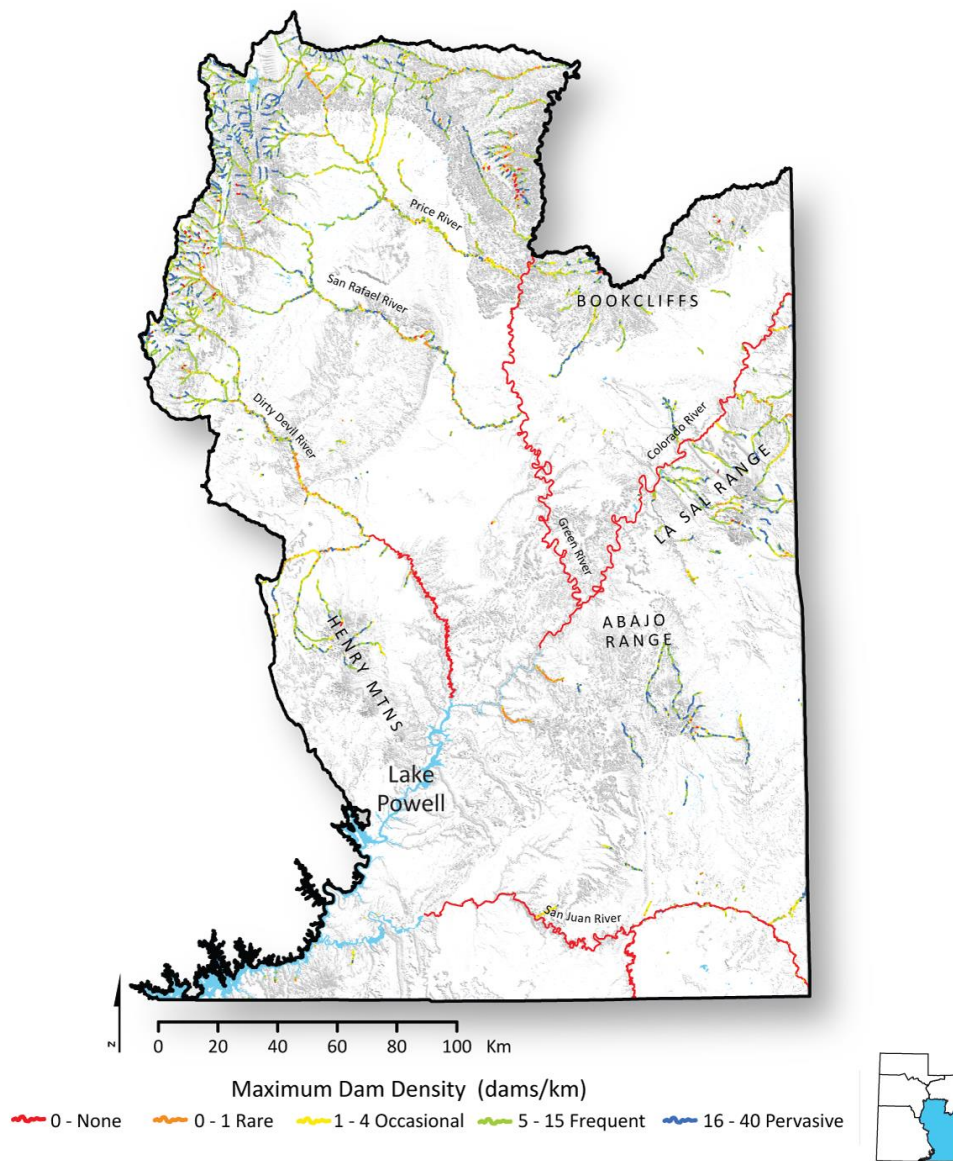 Price River
BOOKCLIFFS
San Rafael River
Dirty Devil River
Colorado River
LA SAL RANGE
Green River
ABAJO
RANGE
HENRY MTNS
Lake
Powell
San Juan River
z
0 20 40 60 80 100 Km
Maximum Dam Density (dams/km)
0 - None 0 - 1 Rare 1 - 4 Occasional 5 - 15 Frequent 16 - 40 Pervasive